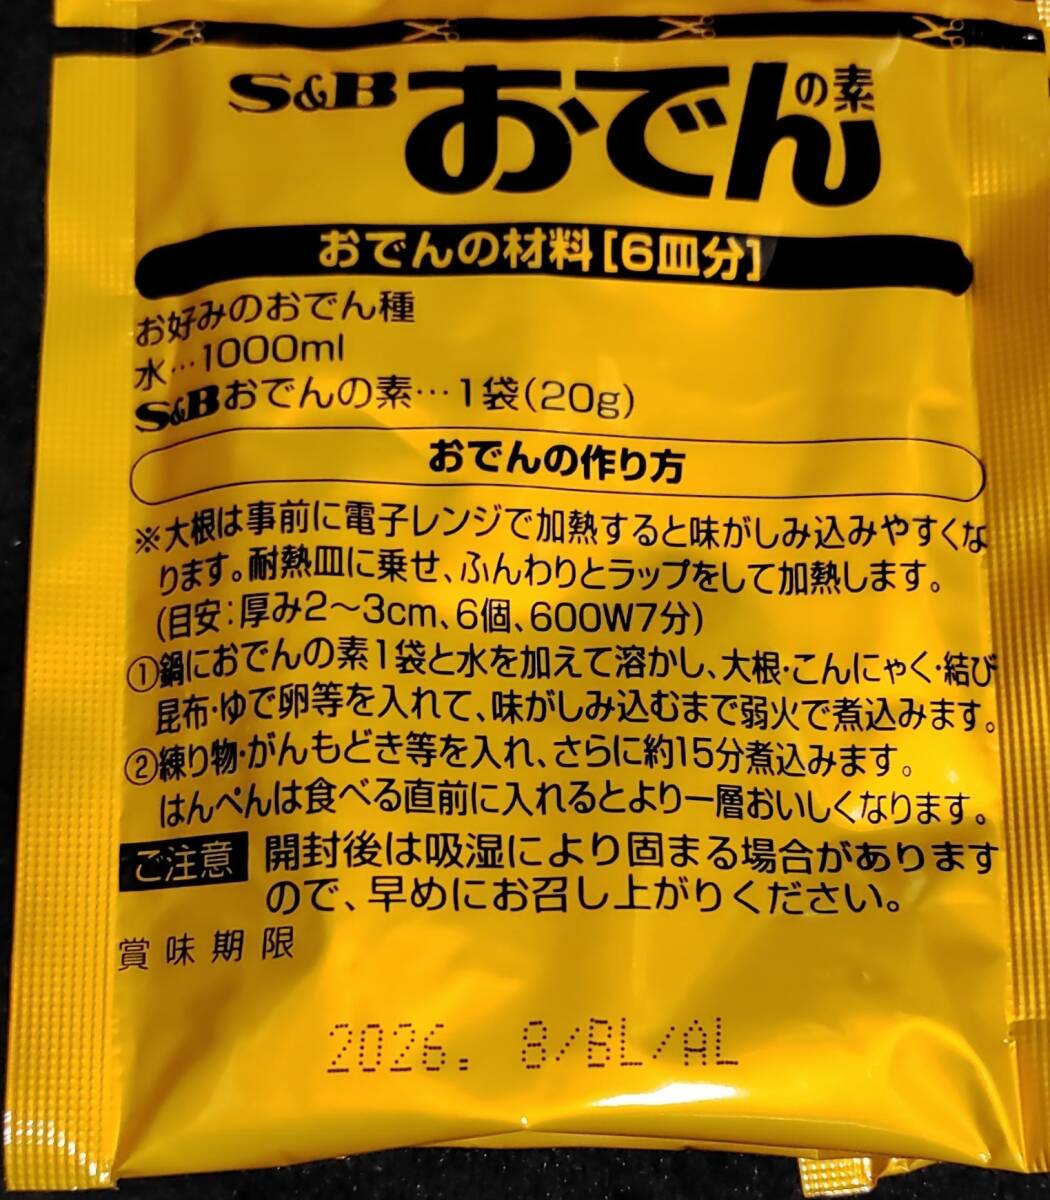 S&B おでんの素
おでんの材料[6皿分]
お好みのおでん種
水…1000ml
S&Bおでんの素…1袋(20g)
おでんの作り方
※大根は事前に電子レンジで加熱すると味がしみ込みやすくな
ります。耐熱皿に乗せ、ふんわりとラップをして加熱します。
(目安:厚み2〜3cm、6個、600W7分)
①鍋におでんの素1袋と水を加えて溶かし、大根・こんにゃく・結び
昆布・ゆで卵等を入れて、味がしみ込むまで弱火で煮込みます。
②練り物・がんもどき等を入れ、さらに約15分煮込みます。
はんぺんは食べる直前に入れるとより一層おいしくなります。
ご注意 開封後は吸湿により固まる場合があります
ので、早めにお召し上がりください。
賞味期限
2026. 8/BL/AL